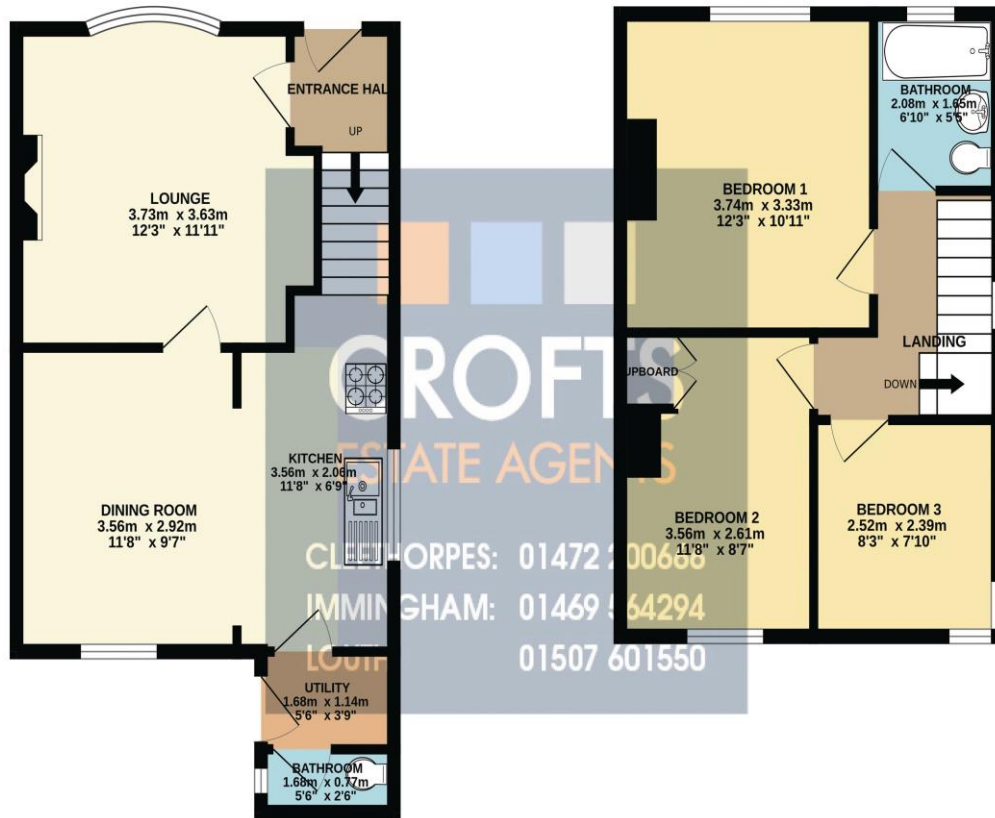 ENTRANCE HALL
UP
LOUNGE
3.73m x 3.63m
12'3" x 11'11"
KITCHEN
3.56m x 2.06m
11'8" x 6'9"
DINING ROOM
3.56m x 2.92m
11'8" x 9'7"
UTILITY
1.68m x 1.14m
5'6" x 3'9"
BATHROOM
1.68m x 0.77m
5'6" x 2'6"
BATHROOM
2.08m x 1.65m
6'10" x 5'5"
BEDROOM 1
3.74m x 3.33m
12'3" x 10'11"
LANDING
DOWN
UPBOARD
BEDROOM 2
3.56m x 2.61m
11'8" x 8'7"
BEDROOM 3
2.52m x 2.39m
8'3" x 7'10"
CROFTS
ESTATE AGENTS
CLEETHORPES: 01472 200666
IMMINGHAM: 01469 564294
LOUTH 01507 601550